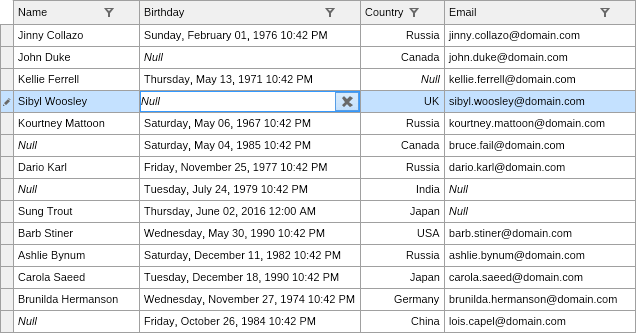 Name Birthday Country Email
Jinny Collazo Sunday, February 01, 1976 10:42 PM Russia jinny.collazo@domain.com
John Duke Null Canada john.duke@domain.com
Kellie Ferrell Thursday, May 13, 1971 10:42 PM Null kellie.ferrell@domain.com
Sibyl Woosley Null UK sibyl.woosley@domain.com
Kourtney Mattoon Saturday, May 06, 1967 10:42 PM Russia kourtney.mattoon@domain.com
Null Saturday, May 04, 1985 10:42 PM Canada bruce.fail@domain.com
Dario Karl Friday, November 25, 1977 10:42 PM Russia dario.karl@domain.com
Null Tuesday, July 24, 1979 10:42 PM India Null
Sung Trout Thursday, June 02, 2016 12:00 AM Japan Null
Barb Stiner Wednesday, May 30, 1990 10:42 PM USA barb.stiner@domain.com
Ashlie Bynum Saturday, December 11, 1982 10:42 PM Russia ashlie.bynum@domain.com
Carola Saeed Tuesday, December 18, 1990 10:42 PM Japan carola.saeed@domain.com
Brunilda Hermanson Wednesday, November 27, 1974 10:42 PM Germany brunilda.hermanson@domain.com
Null Friday, October 26, 1984 10:42 PM China lois.capel@domain.com